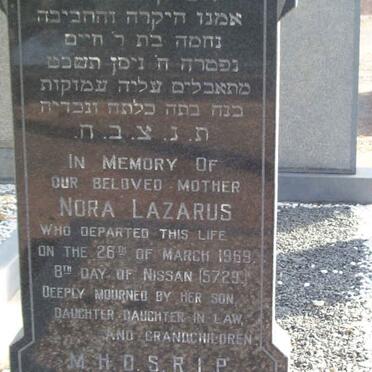 אמנו היקרה והחביבה
נחמה בת ר' חיים
נפטרה ח' ניסן תשכט
מתאבלים עליה עמוקות
בנה בתה כלתה ונכדיה
ת. נ. צ. ב. ה.
IN MEMORY OF
OUR BELOVED MOTHER
NORA LAZARUS
WHO DEPARTED THIS LIFE
ON THE 26TH OF MARCH 1969.
8TH DAY OF NISSAN (5729).
DEEPLY MOURNED BY HER SON,
DAUGHTER DAUGHTER IN LAW,
AND GRANDCHILDREN
M.H.D.S.R.I.P.